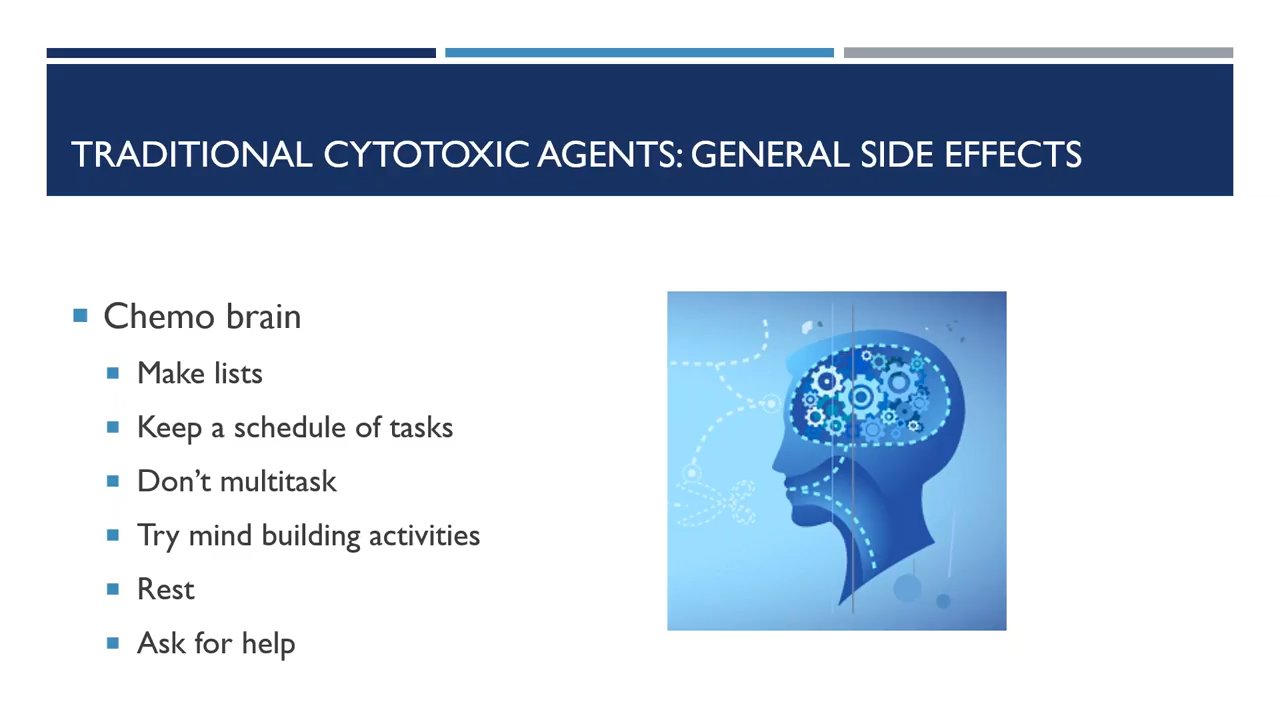 TRADITIONAL CYTOTOXIC AGENTS: GENERAL SIDE EFFECTS
Chemo brain
Make lists
Keep a schedule of tasks
Don’t multitask
Try mind building activities
Rest
Ask for help